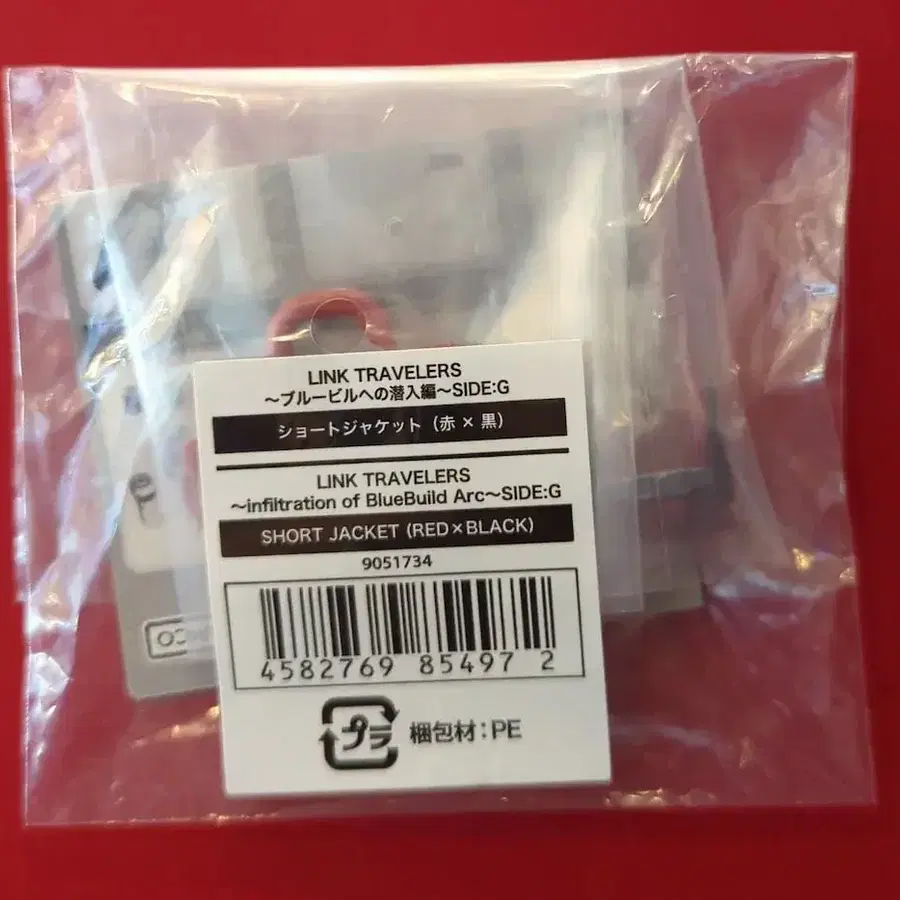 LINK TRAVELERS
～ブルービルへの潜入編～SIDE:G
ショートジャケット（赤 × 黒）
LINK TRAVELERS
～infiltration of BlueBuild Arc～SIDE:G
SHORT JACKET (RED×BLACK)
9051734
4582769 85497 2
プラ 梱包材：PE